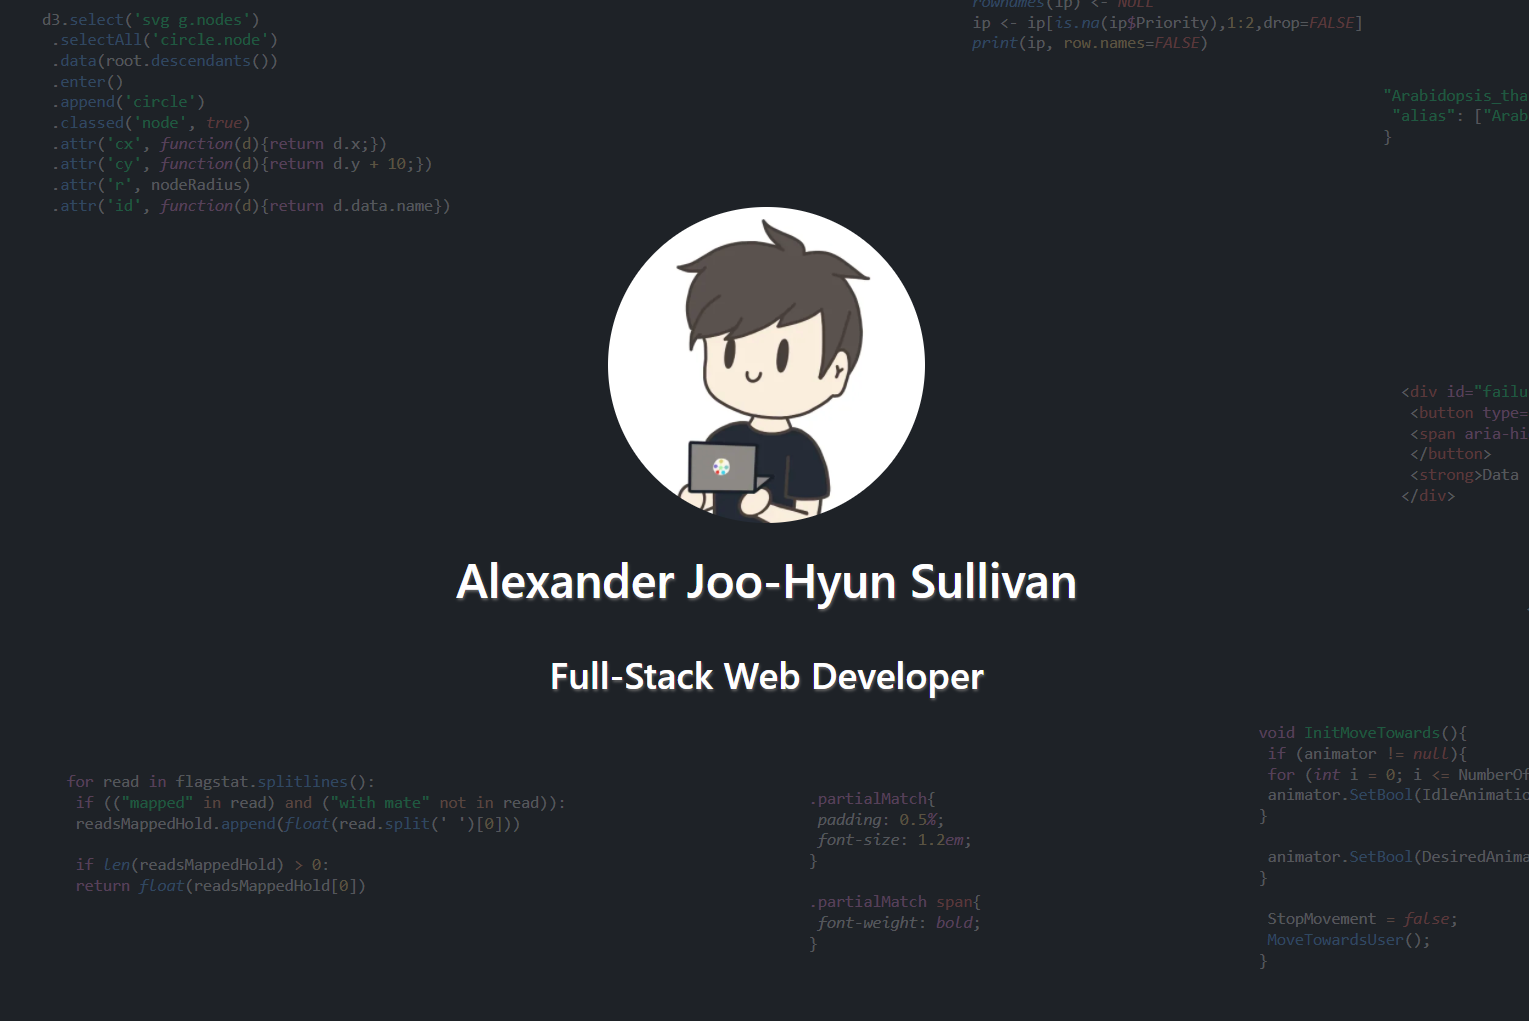 d3.select('svg g.nodes')
.selectAll('circle.node')
.data(root.descendants())
.enter()
.append('circle')
.classed('node', true)
.attr('cx', function(d){return d.x;})
.attr('cy', function(d){return d.y + 10;})
.attr('r', nodeRadius)
.attr('id', function(d){return d.data.name})
rownames(ip) <- NULL
ip <- ip[is.na(ip$Priority),1:2,drop=FALSE]
print(ip, row.names=FALSE)
"Arabidopsis_tha
"alias": ["Arab
}
<div id="failu
<button type=
<span aria-hi
</button>
<strong>Data
</div>
Alexander Joo-Hyun Sullivan
Full-Stack Web Developer
for read in flagstat.splitlines():
if (("mapped" in read) and ("with mate" not in read)):
readsMappedHold.append(float(read.split(' ')[0]))
if len(readsMappedHold) > 0:
return float(readsMappedHold[0])
.partialMatch{
padding: 0.5%;
font-size: 1.2em;
}
.partialMatch span{
font-weight: bold;
}
void InitMoveTowards(){
if (animator != null){
for (int i = 0; i <= NumberOf
animator.SetBool(IdleAnimatio
}
animator.SetBool(DesiredAnima
}
StopMovement = false;
MoveTowardsUser();
}